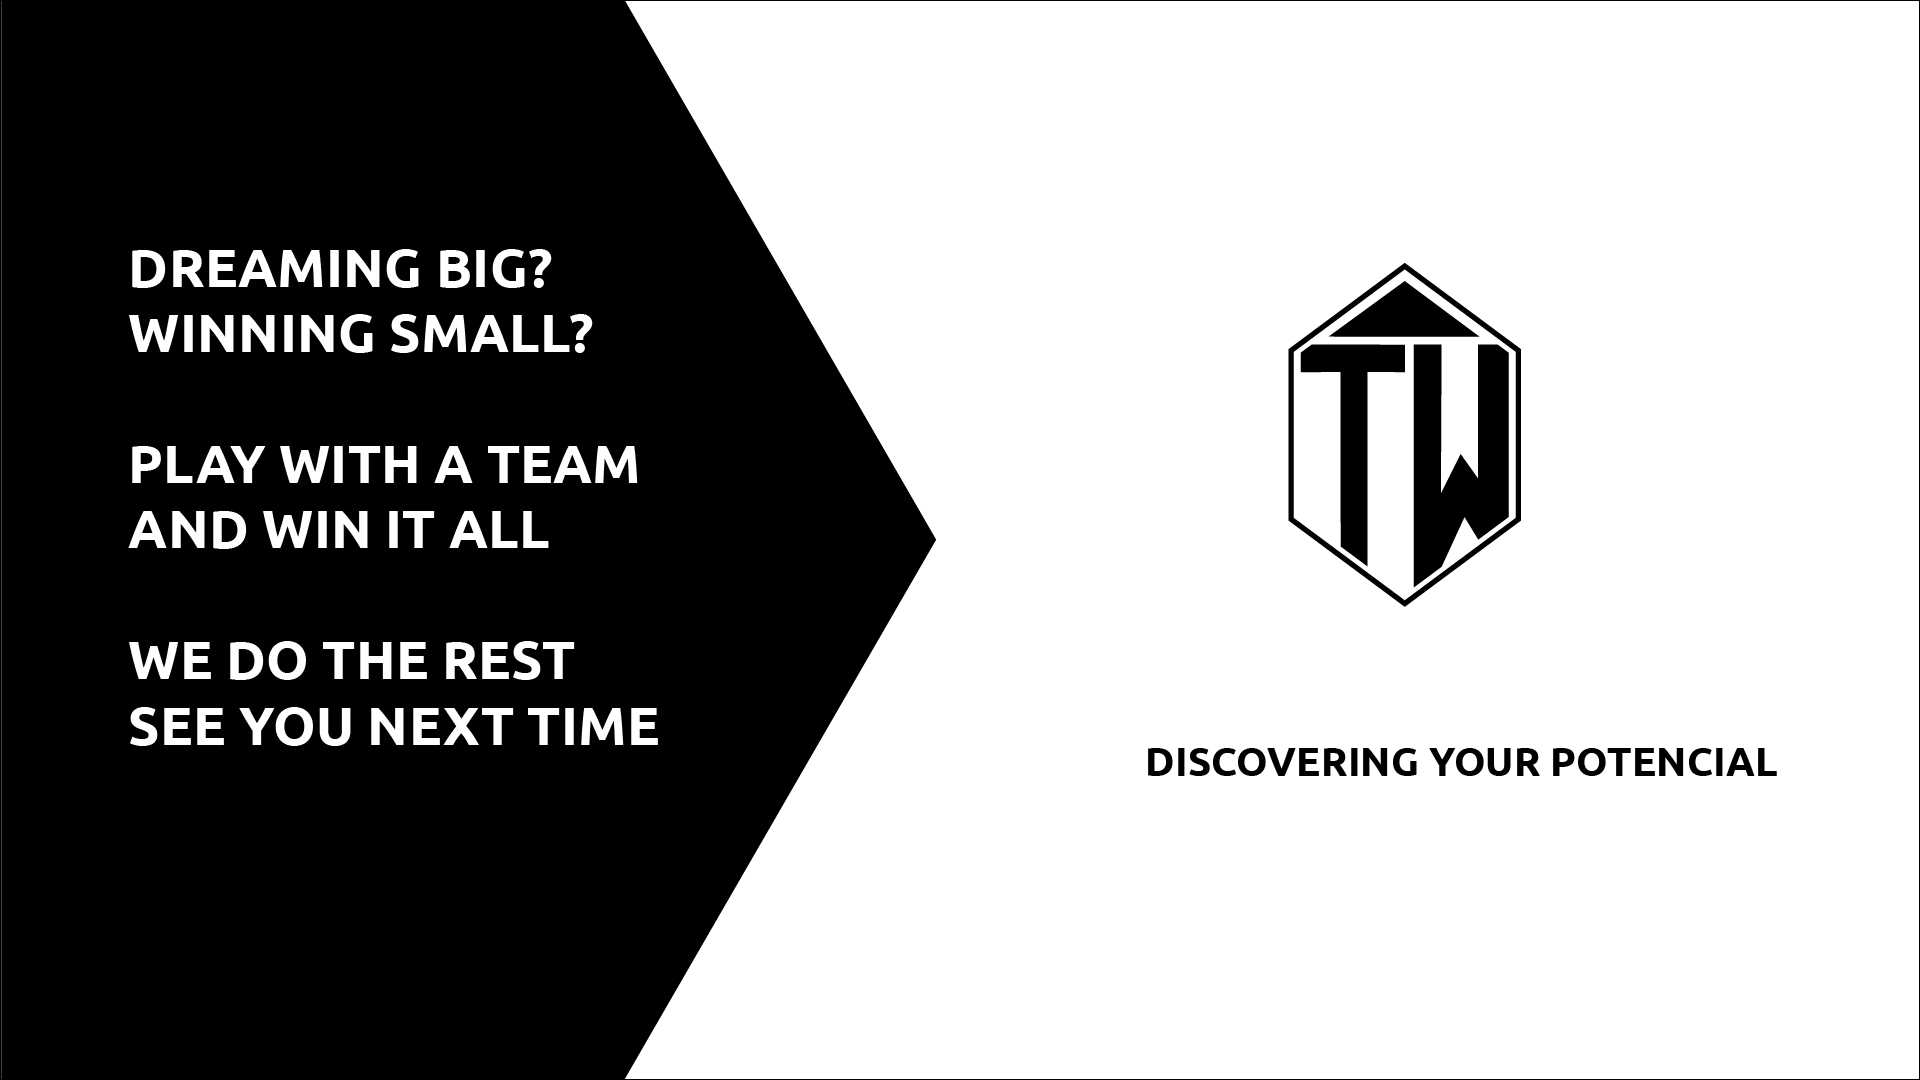 DREAMING BIG?
WINNING SMALL?
PLAY WITH A TEAM
AND WIN IT ALL
WE DO THE REST
SEE YOU NEXT TIME
TW
DISCOVERING YOUR POTENCIAL